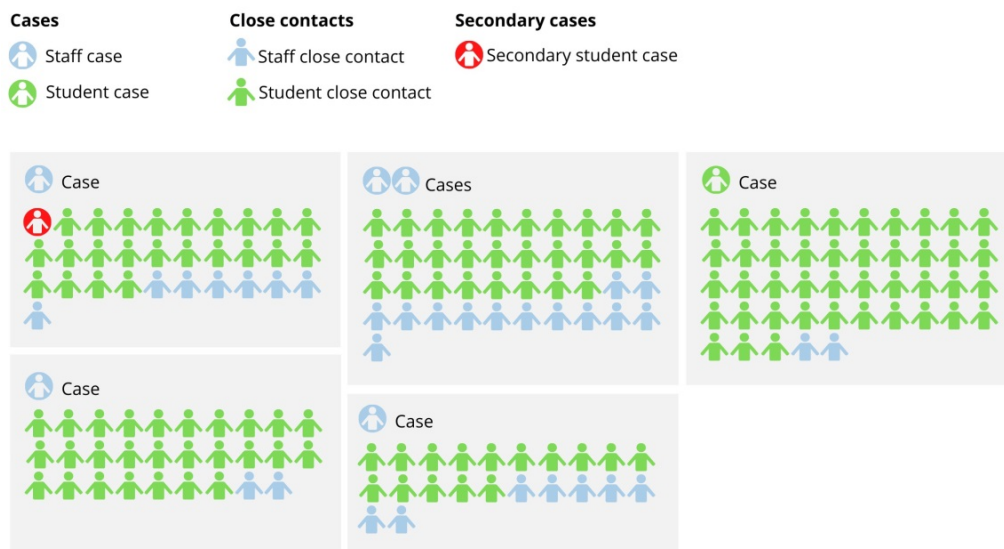 Cases
Close contacts
Secondary cases
Staff case
Staff close contact
Secondary student case
Student case
Student close contact
Case
Cases
Case
Case
Case